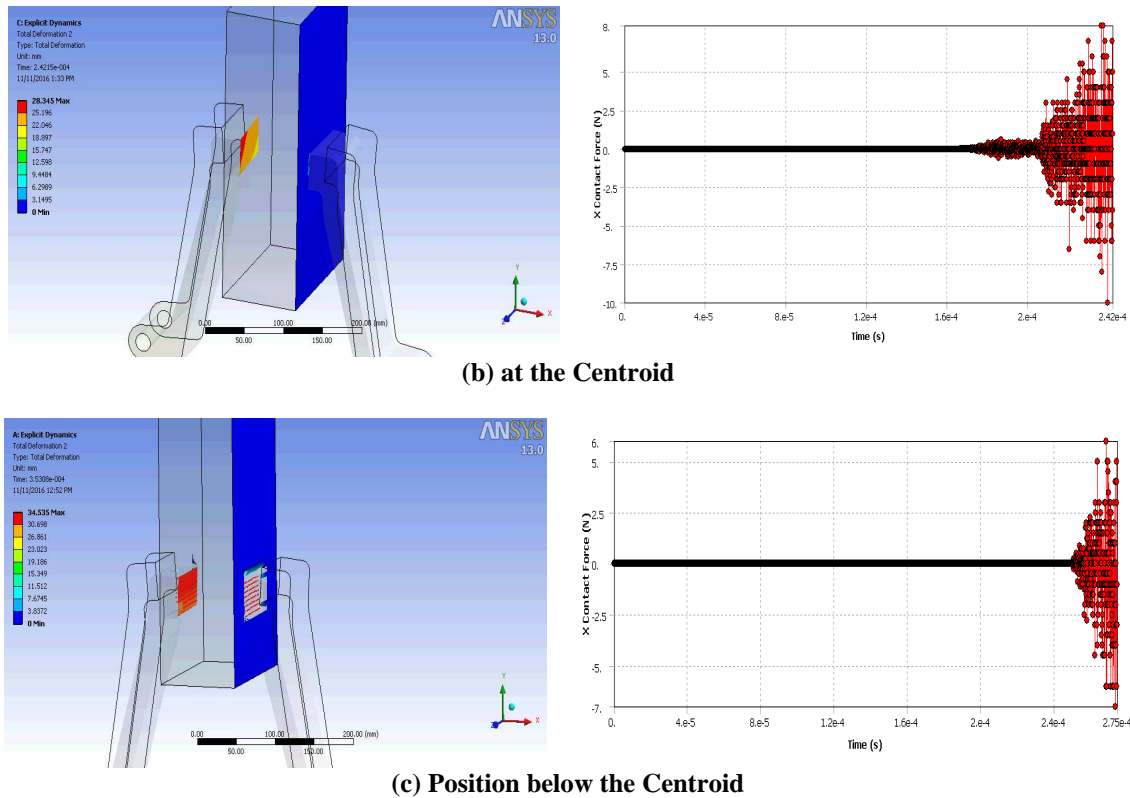 C: Explicit Dynamics
Total Deformation 2
Type: Total Deformation
Unit: mm
Time: 2.4215e-004
11/11/2016 1:33 PM
28.345 Max
25.196
22.046
18.897
15.747
12.598
9.4484
6.2989
3.1495
0 Min
ANSYS
13.0
Y
X
Z
0.00 100.00 200.00 (mm)
50.00 150.00
X Contact Force (N)
8.
5.
2.5
0.
-2.5
-5.
-7.5
-10.
0. 4.e-5 8.e-5 1.2e-4 1.6e-4 2.e-4 2.42e-4
Time (s)
(b) at the Centroid
A: Explicit Dynamics
Total Deformation 2
Type: Total Deformation
Unit: mm
Time: 3.5308e-004
11/11/2016 12:52 PM
34.535 Max
30.698
26.861
23.023
19.186
15.349
11.512
7.6745
3.8372
0 Min
ANSYS
13.0
Y
X
Z
0.00 100.00 200.00 (mm)
50.00 150.00
X Contact Force (N)
6.
5.
2.5
0.
-2.5
-5.
-7.
0. 4.e-5 8.e-5 1.2e-4 1.6e-4 2.e-4 2.4e-4 2.75e-4
Time (s)
(c) Position below the Centroid